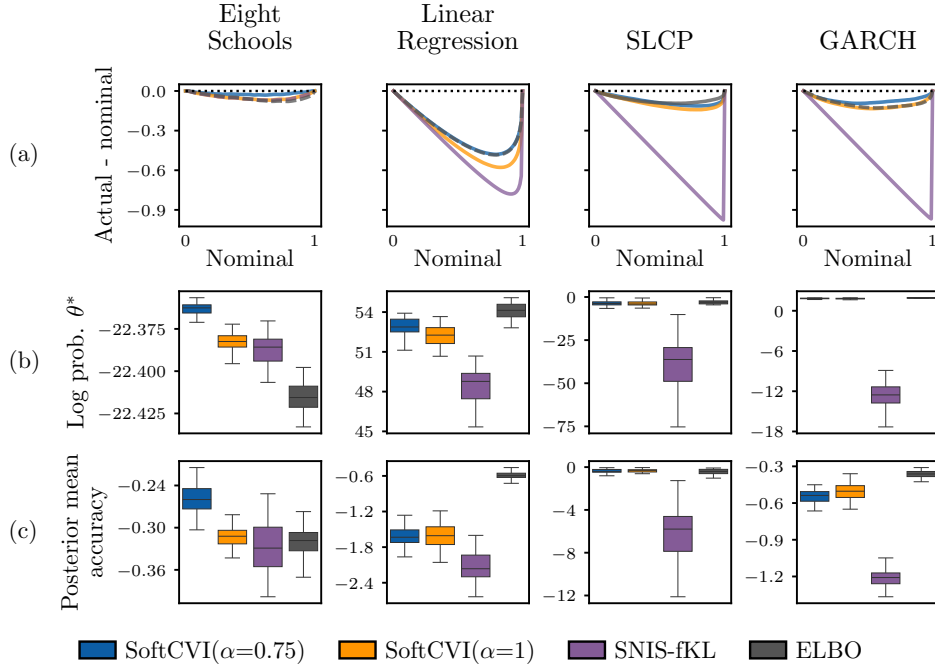 Eight Schools
Linear Regression
SLCP
GARCH
(a)
Actual - nominal
0.0
−0.3
−0.6
−0.9
0 1
Nominal
0 1
Nominal
0 1
Nominal
0 1
Nominal
(b)
Log prob. θ*
−22.375
−22.400
−22.425
54
51
48
45
0
−25
−50
−75
0
−6
−12
−18
(c)
Posterior mean accuracy
−0.24
−0.30
−0.36
−0.6
−1.2
−1.8
−2.4
0
−3
−6
−9
−12
−0.3
−0.6
−0.9
−1.2
SoftCVI(α=0.75) SoftCVI(α=1) SNIS-fKL ELBO